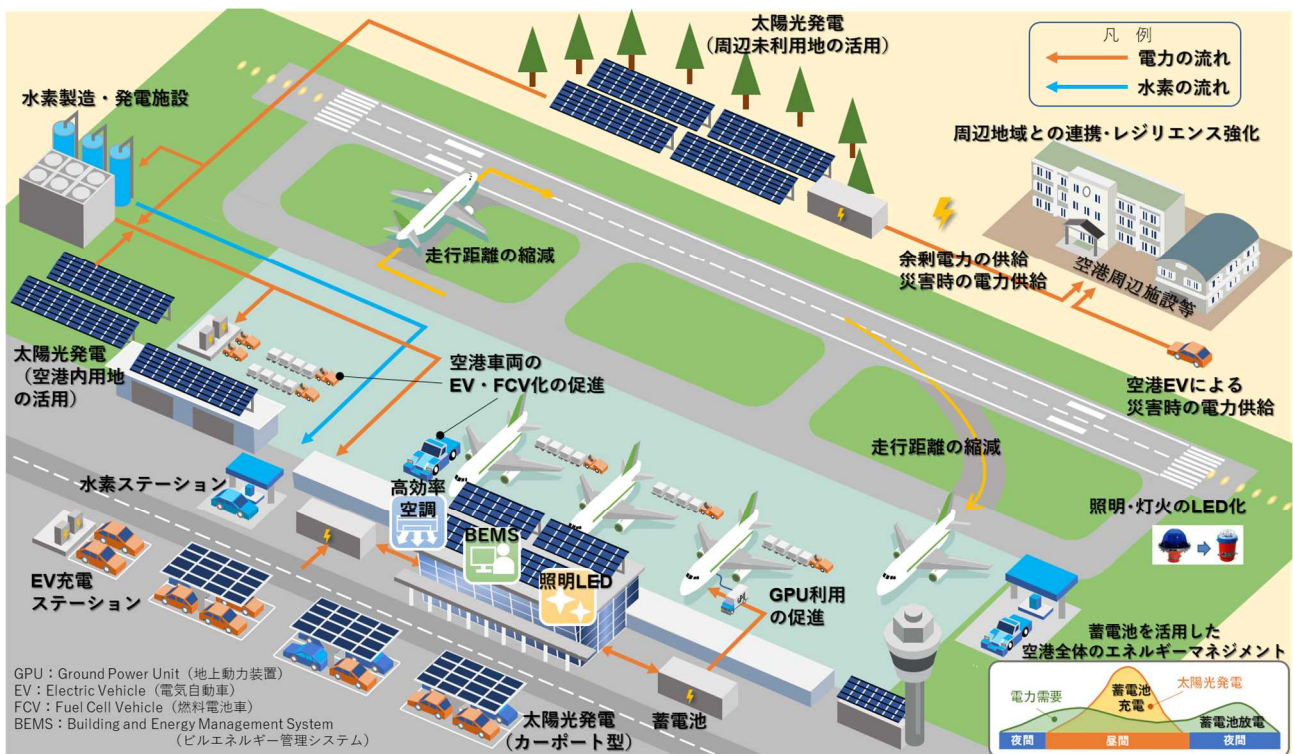 太陽光発電
（周辺未利用地の活用）
凡 例
電力の流れ
水素の流れ
水素製造・発電施設
周辺地域との連携・レジリエンス強化
走行距離の縮減
余剰電力の供給
災害時の電力供給
空港周辺施設等
太陽光発電
（空港内用地
の活用）
空港車両の
EV・FCV化の促進
空港EVによる
災害時の電力供給
走行距離の縮減
水素ステーション
高効率
空調
BEMS
照明LED
照明・灯火のLED化
EV充電
ステーション
GPU利用
の促進
蓄電池を活用した
空港全体のエネルギーマネジメント
GPU：Ground Power Unit（地上動力装置）
EV：Electric Vehicle（電気自動車）
FCV：Fuel Cell Vehicle（燃料電池車）
BEMS：Building and Energy Management System
（ビルエネルギー管理システム）
太陽光発電
（カーポート型）
蓄電池
電力需要
蓄電池
充電
太陽光発電
蓄電池放電
夜間
昼間
夜間